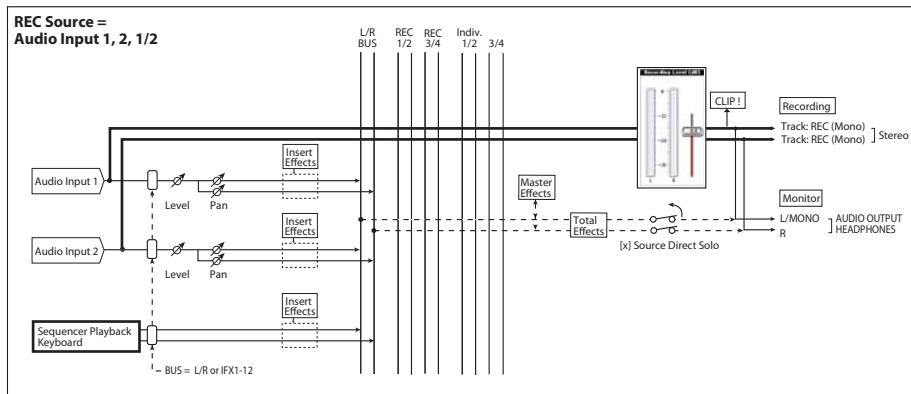 REC Source =
Audio Input 1, 2, 1/2
L/R
BUS
REC
1/2
REC
3/4
Indiv.
1/2
3/4
CLIP !
Recording
Track: REC (Mono)
Track: REC (Mono)
Stereo
Audio Input 1
Level
Pan
Insert
Effects
Master
Effects
Total
Effects
[x] Source Direct Solo
Monitor
L/MONO
R
AUDIO OUTPUT
HEADPHONES
Audio Input 2
Level
Pan
Insert
Effects
Sequencer Playback
Keyboard
Insert
Effects
BUS = L/R or IFX1-12